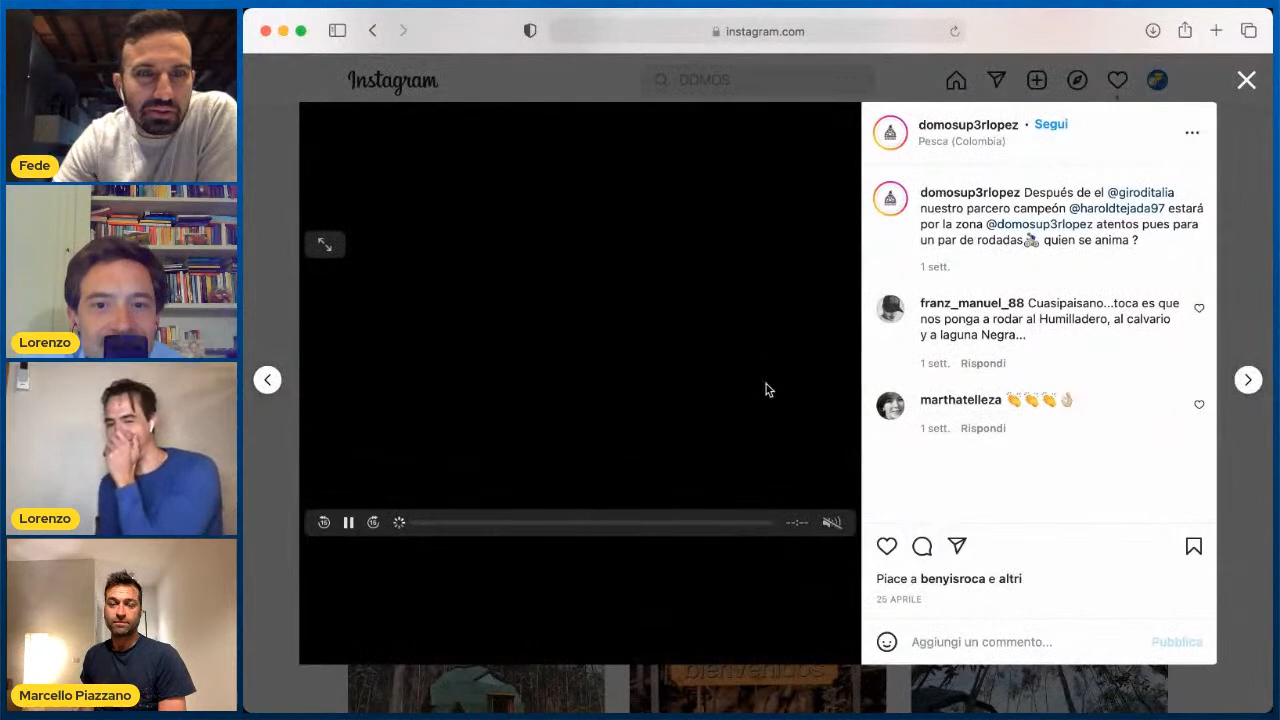 Fede
Lorenzo
Lorenzo
Marcello Piazzano
instagram.com
Instagram
DOMOS
domosup3rlopez • Segui
Pesca (Colombia)
domosup3rlopez Después de el @giroditalia
nuestro parcero campeón @haroldtejada97 estará
por la zona @domosup3rlopez atentos pues para
un par de rodadas🚴 quien se anima ?
1 sett.
franz_manuel_88 Cuasipaisano...toca es que
nos ponga a rodar al Humilladero, al calvario
y a laguna Negra...
1 sett. Rispondi
marthatelleza 👏👏👏👌🏼
1 sett. Rispondi
15
15
--:--
Piace a benyisroca e altri
25 APRILE
Aggiungi un commento...
Pubblica
bienvenidos